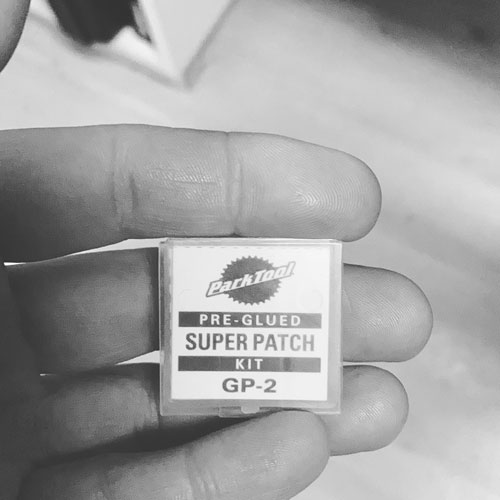 ParkTool
PRE-GLUED
SUPER PATCH
KIT
GP-2